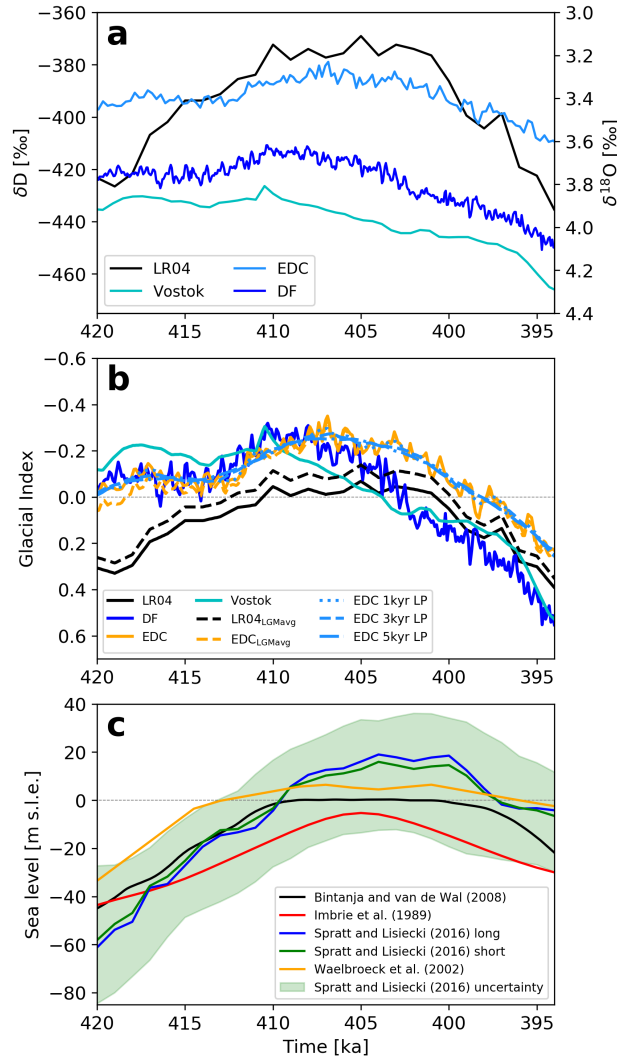 a
−360
−380
−400
−420
−440
−460
δD [‰]
3.0
3.2
3.4
3.6
3.8
4.0
4.2
4.4
δ18O [‰]
LR04
Vostok
EDC
DF
420
415
410
405
400
395
b
−0.6
−0.4
−0.2
0.0
0.2
0.4
0.6
Glacial Index
LR04
DF
EDC
Vostok
LR04LGMavg
EDCLGMavg
EDC 1kyr LP
EDC 3kyr LP
EDC 5kyr LP
420
415
410
405
400
395
c
40
20
0
−20
−40
−60
−80
Sea level [m s.l.e.]
Bintanja and van de Wal (2008)
Imbrie et al. (1989)
Spratt and Lisiecki (2016) long
Spratt and Lisiecki (2016) short
Waelbroeck et al. (2002)
Spratt and Lisiecki (2016) uncertainty
420
415
410
405
400
395
Time [ka]